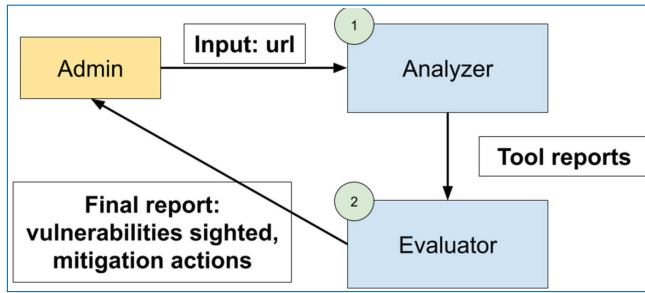 1
Input: url
Admin
Analyzer
Tool reports
2
Final report:
vulnerabilities sighted,
mitigation actions
Evaluator